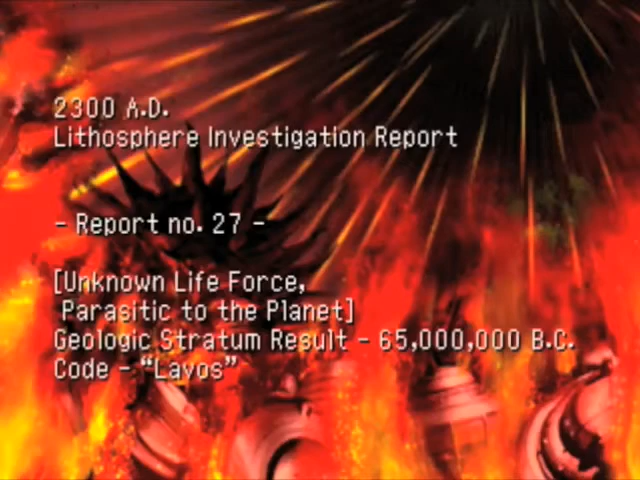 2300 A.D.
Lithosphere Investigation Report
- Report no. 27 -
[Unknown Life Force,
Parasitic to the Planet]
Geologic Stratum Result - 65,000,000 B.C.
Code - “Lavos”